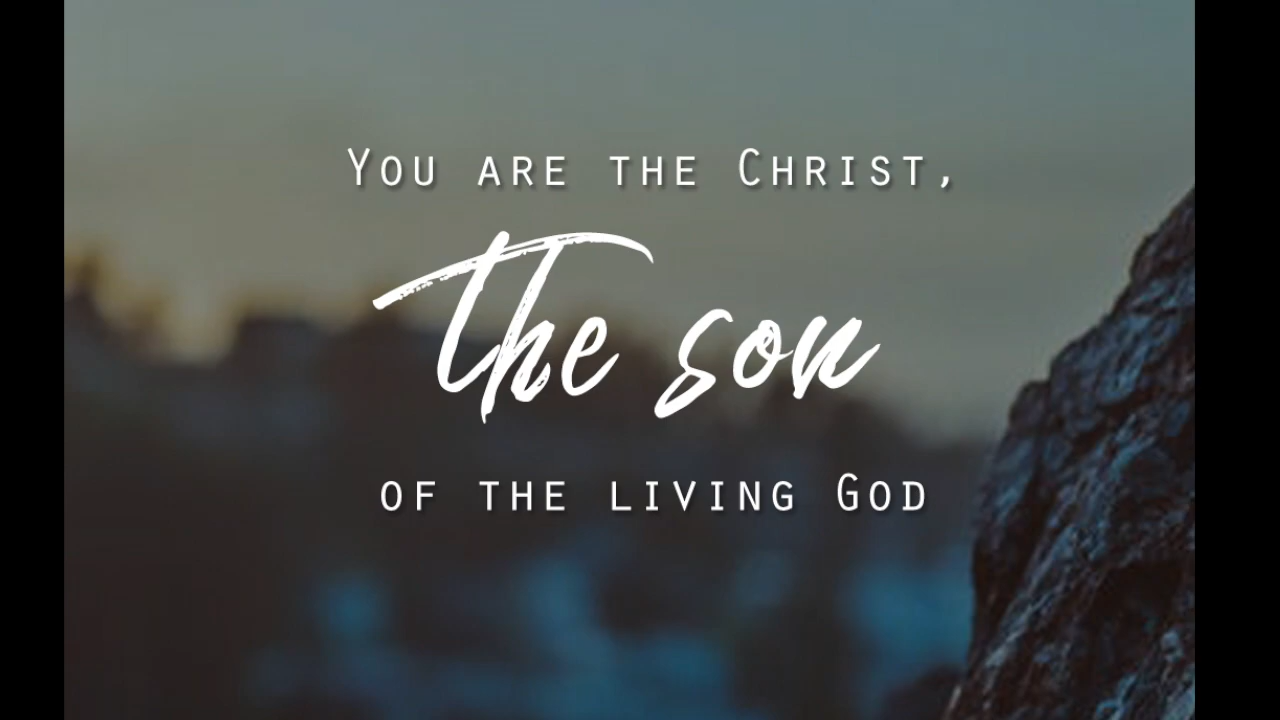 You are the Christ,
the son
of the living God